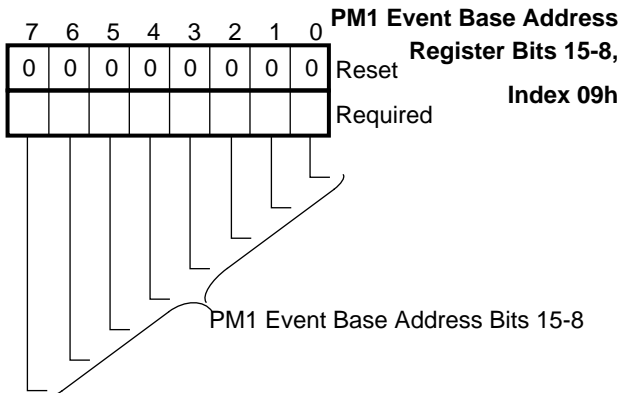 PM1 Event Base Address
Register Bits 15-8,
Index 09h
7 6 5 4 3 2 1 0
0 0 0 0 0 0 0 0 Reset
Required
PM1 Event Base Address Bits 15-8